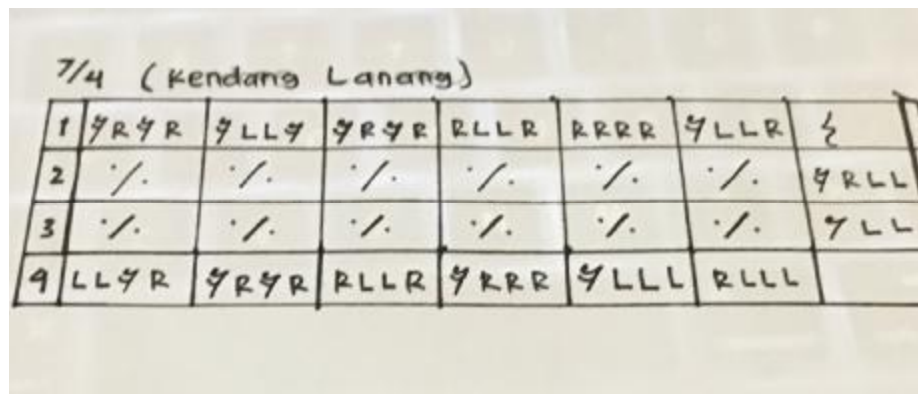 7/4 (Kendang Lanang)
1 𝄿R𝄿R 𝄿LL𝄿 𝄿R𝄿R RLLR RRRR 𝄿LLR 𝄽
2 ٪ ٪ ٪ ٪ ٪ ٪ 𝄿RLL
3 ٪ ٪ ٪ ٪ ٪ ٪ 𝄾LL
4 LL𝄿R 𝄿R𝄿R RLLR 𝄿RRR 𝄿LLL RLLL